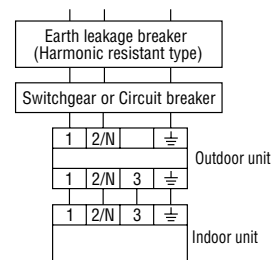 Earth leakage breaker
(Harmonic resistant type)
Switchgear or Circuit breaker
1 2/N ⏚
Outdoor unit
1 2/N 3 ⏚
1 2/N 3 ⏚
Indoor unit